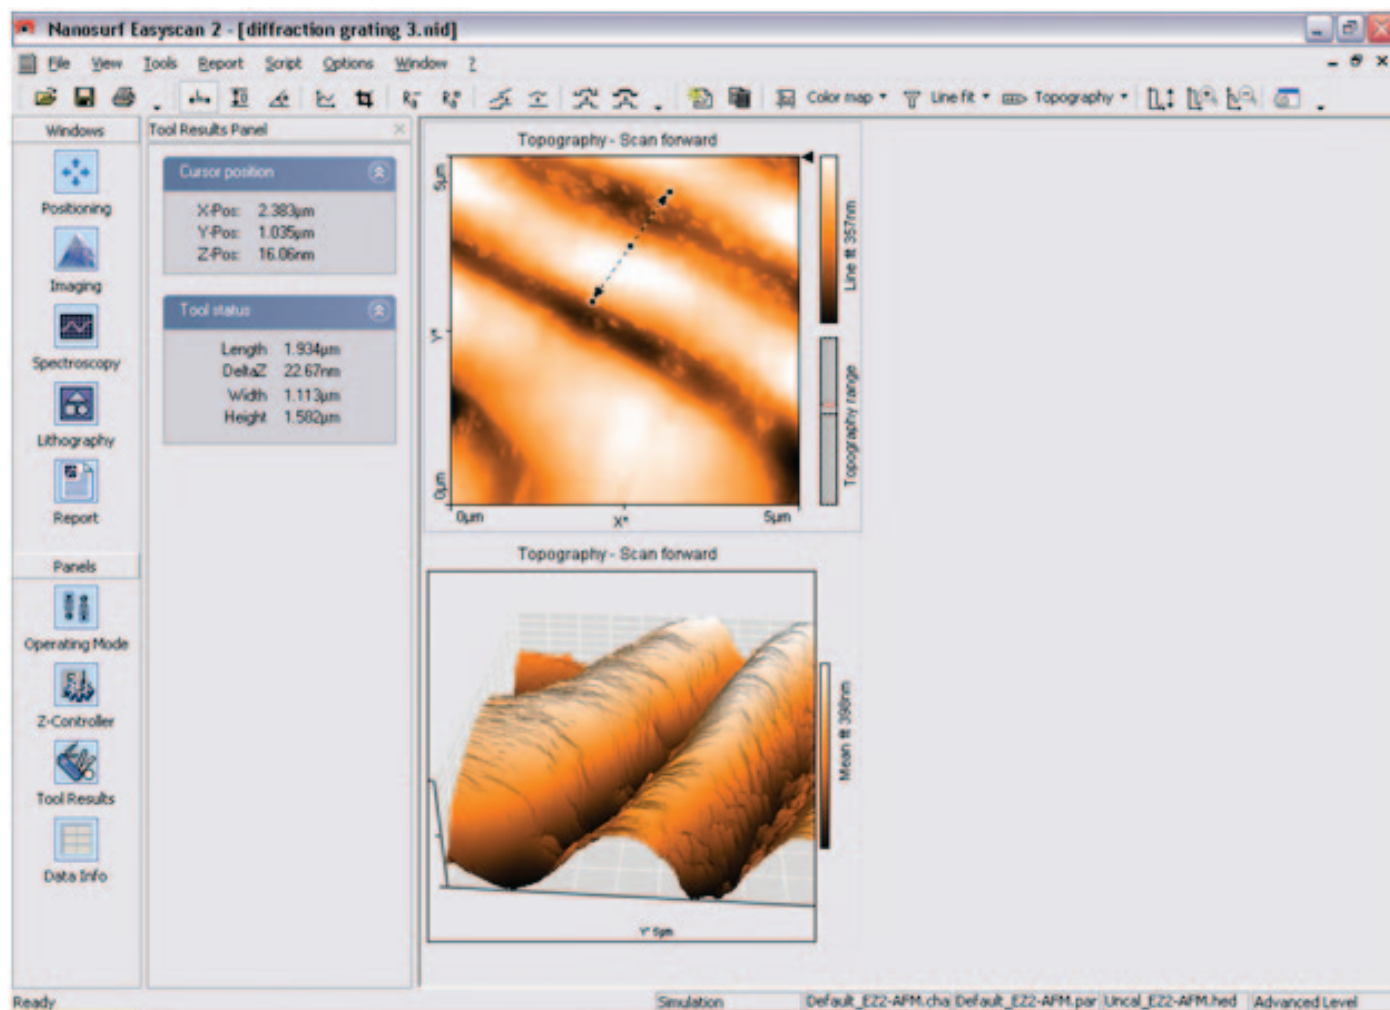 Nanosurf Easyscan 2 - [diffraction grating 3.nid]
File View Tools Report Script Options Window ?
Color map Line fit Topography
Windows
Positioning
Imaging
Spectroscopy
Lithography
Report
Panels
Operating Mode
Z-Controller
Tool Results
Data Info
Tool Results Panel
Cursor position
X-Pos: 2.383µm
Y-Pos: 1.035µm
Z-Pos: 16.06nm
Tool status
Length 1.934µm
DeltaZ 22.67nm
Width 1.113µm
Height 1.582µm
Topography - Scan forward
5µm
Y*
0µm
0µm X* 5µm
Line fit 357nm
Topography range
Topography - Scan forward
Mean fit 398nm
Y* 5µm
Ready Simulation Default_EZ2-AFM.cha Default_EZ2-AFM.par Uncal_EZ2-AFM.hed Advanced Level